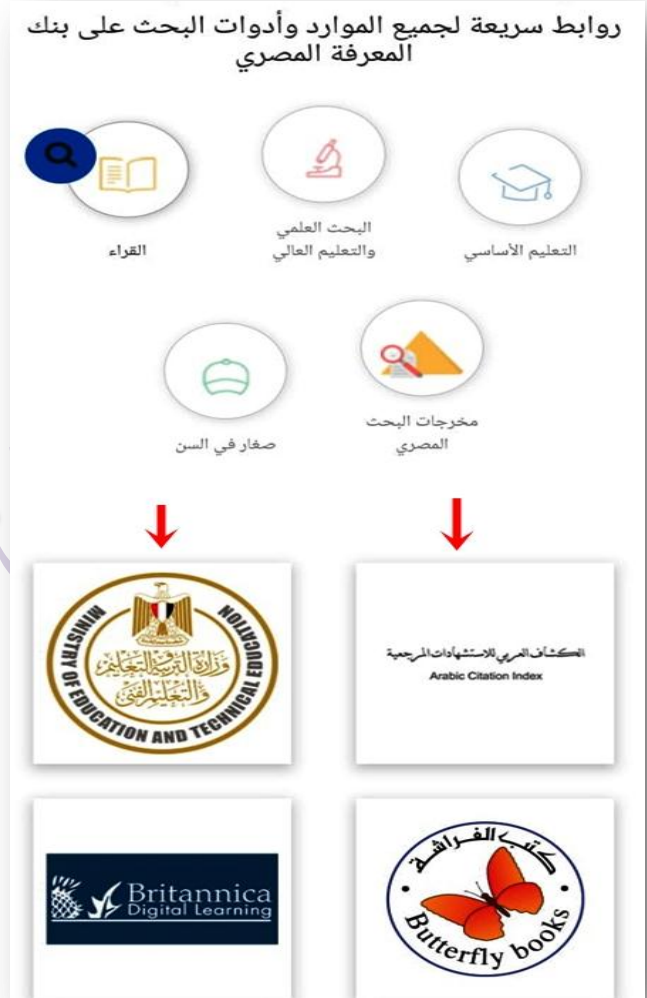 روابط سريعة لجميع الموارد وأدوات البحث على بنك
المعرفة المصري
التعليم الأساسي
البحث العلمي
والتعليم العالي
القراء
مخرجات البحث
المصري
صغار في السن
الكشاف العربي للاستشهادات المرجعية
Arabic Citation Index
وزارة التربية والتعليم
والتعليم الفني
MINISTRY OF EDUCATION AND TECHNICAL EDUCATION
كتب الفراشة
Butterfly books
Britannica
Digital Learning